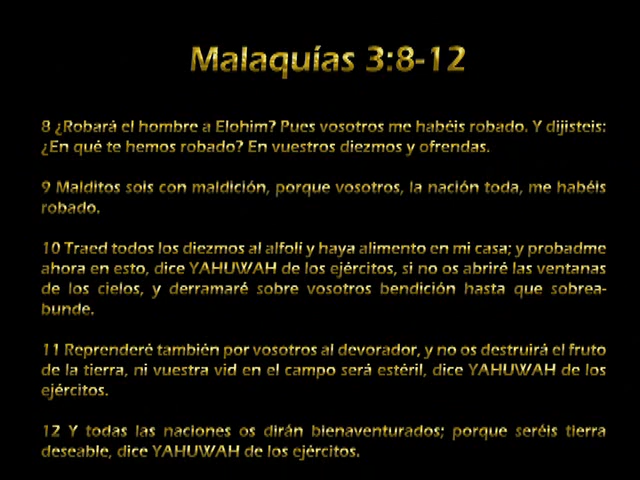 Malaquías 3:8-12
8 ¿Robará el hombre a Elohim? Pues vosotros me habéis robado. Y dijisteis:
¿En qué te hemos robado? En vuestros diezmos y ofrendas.
9 Malditos sois con maldición, porque vosotros, la nación toda, me habéis
robado.
10 Traed todos los diezmos al alfolí y haya alimento en mi casa; y probadme
ahora en esto, dice YAHUWAH de los ejércitos, si no os abriré las ventanas
de los cielos, y derramaré sobre vosotros bendición hasta que sobrea-
bunde.
11 Reprenderé también por vosotros al devorador, y no os destruirá el fruto
de la tierra, ni vuestra vid en el campo será estéril, dice YAHUWAH de los
ejércitos.
12 Y todas las naciones os dirán bienaventurados; porque seréis tierra
deseable, dice YAHUWAH de los ejércitos.